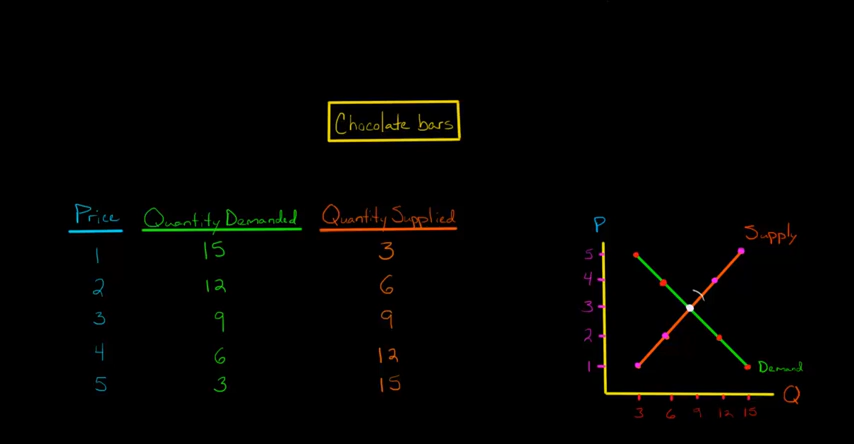 Chocolate bars
Price Quantity Demanded Quantity Supplied
1 15 3
2 12 6
3 9 9
4 6 12
5 3 15
P
Supply
5
4
3
2
1
Demand
Q
3 6 9 12 15